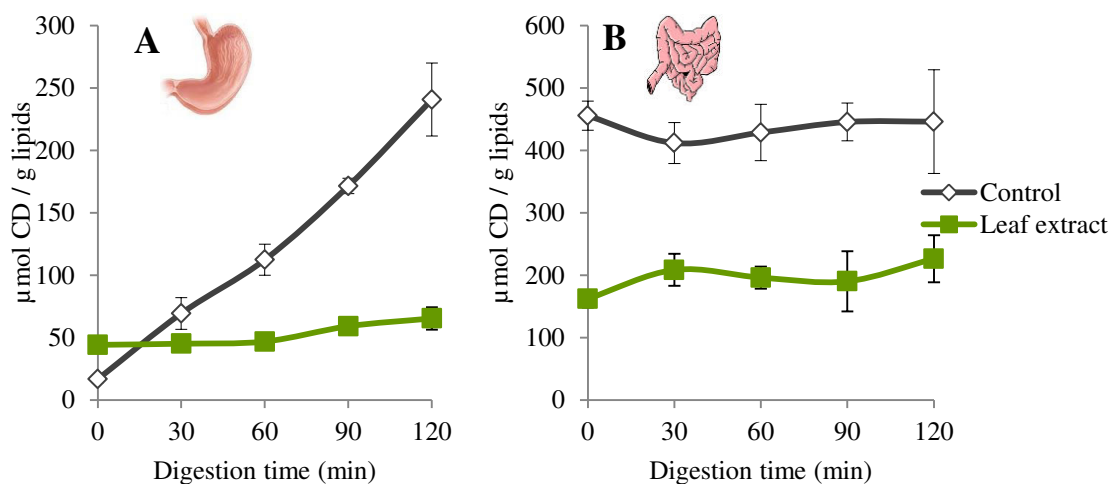 A
300
250
200
150
100
50
0
µmol CD / g lipids
0 30 60 90 120
Digestion time (min)
B
600
500
400
300
200
100
0
µmol CD / g lipids
0 30 60 90 120
Digestion time (min)
Control
Leaf extract